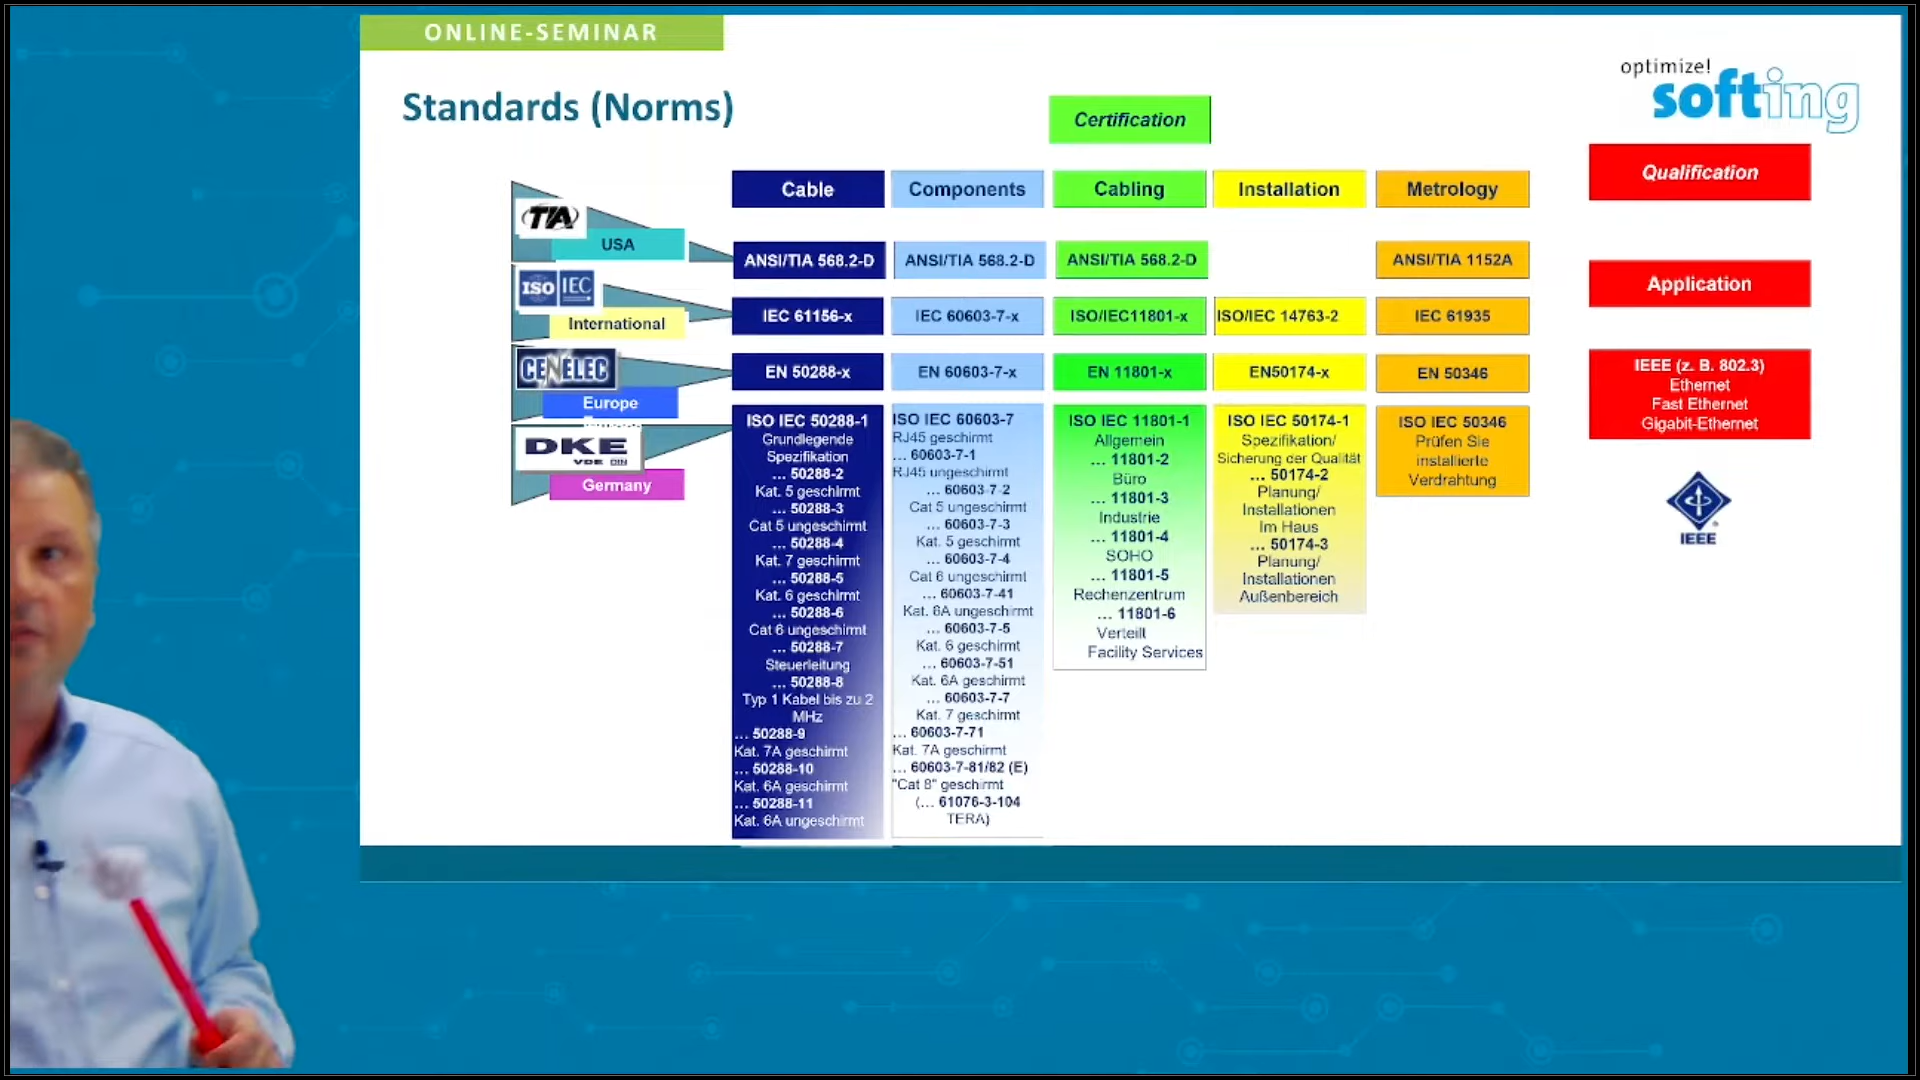 ONLINE-SEMINAR
optimize!
softing
Standards (Norms)
Certification
Qualification
Cable
Components
Cabling
Installation
Metrology
TIA
USA
ANSI/TIA 568.2-D
ANSI/TIA 568.2-D
ANSI/TIA 568.2-D
ANSI/TIA 1152A
Application
ISO IEC
International
IEC 61156-x
IEC 60603-7-x
ISO/IEC11801-x
ISO/IEC 14763-2
IEC 61935
CENELEC
Europe
EN 50288-x
EN 60603-7-x
EN 11801-x
EN50174-x
EN 50346
IEEE (z. B. 802.3)
Ethernet
Fast Ethernet
Gigabit-Ethernet
DKE
VDE DIN
Germany
ISO IEC 50288-1
Grundlegende
Spezifikation
... 50288-2
Kat. 5 geschirmt
... 50288-3
Cat 5 ungeschirmt
... 50288-4
Kat. 7 geschirmt
... 50288-5
Kat. 6 geschirmt
... 50288-6
Cat 6 ungeschirmt
... 50288-7
Steuerleitung
... 50288-8
Typ 1 Kabel bis zu 2
MHz
... 50288-9
Kat. 7A geschirmt
... 50288-10
Kat. 6A geschirmt
... 50288-11
Kat. 6A ungeschirmt
ISO IEC 60603-7
RJ45 geschirmt
... 60603-7-1
RJ45 ungeschirmt
... 60603-7-2
Cat 5 ungeschirmt
... 60603-7-3
Kat. 5 geschirmt
... 60603-7-4
Cat 6 ungeschirmt
... 60603-7-41
Kat. 6A ungeschirmt
... 60603-7-5
Kat. 6 geschirmt
... 60603-7-51
Kat. 6A geschirmt
... 60603-7-7
Kat. 7 geschirmt
... 60603-7-71
Kat. 7A geschirmt
... 60603-7-81/82 (E)
"Cat 8" geschirmt
(... 61076-3-104
TERA)
ISO IEC 11801-1
Allgemein
... 11801-2
Büro
... 11801-3
Industrie
... 11801-4
SOHO
... 11801-5
Rechenzentrum
... 11801-6
Verteilt
Facility Services
ISO IEC 50174-1
Spezifikation/
Sicherung der Qualität
... 50174-2
Planung/
Installationen
Im Haus
... 50174-3
Planung/
Installationen
Außenbereich
ISO IEC 50346
Prüfen Sie
installierte
Verdrahtung
IEEE